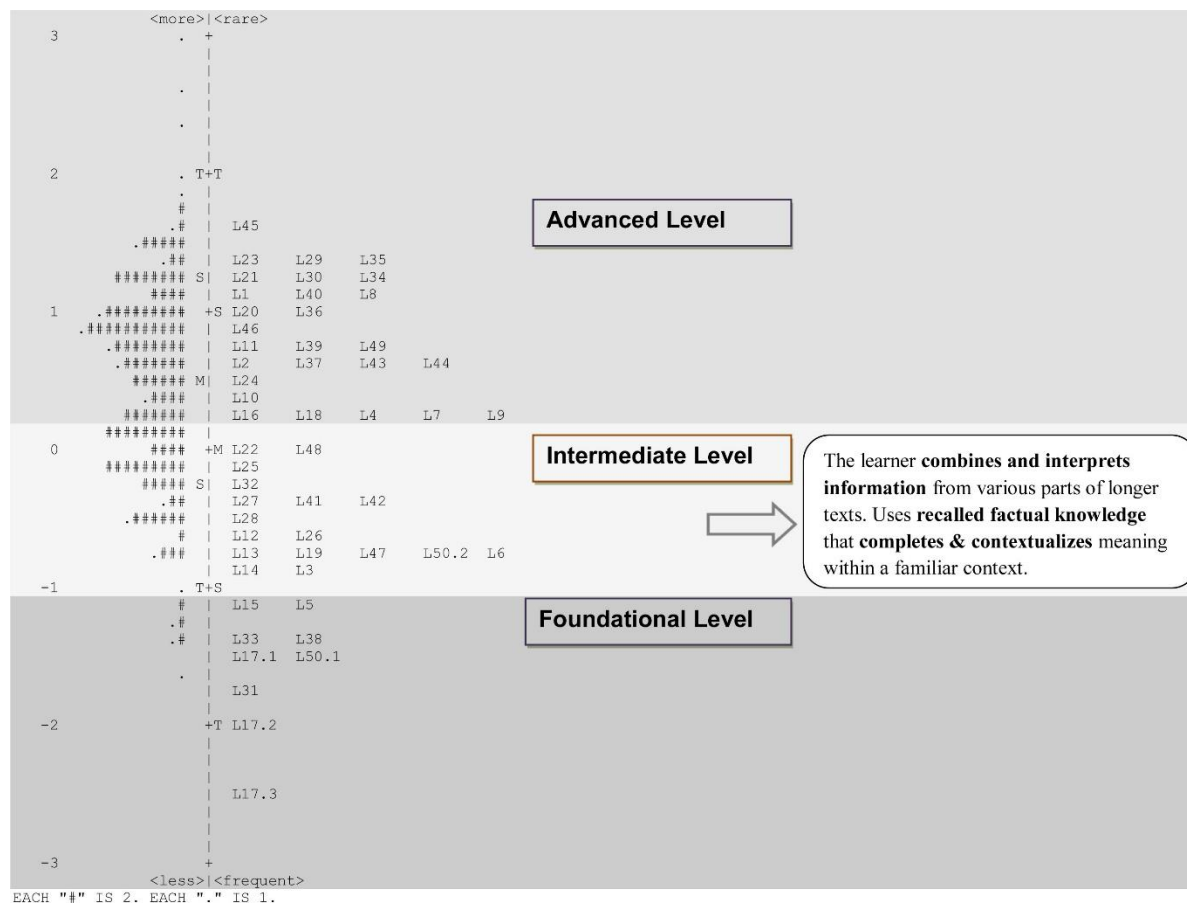 <more>|<rare>
3 . +
|
|
. |
|
. |
|
|
2 . T+T
. |
# |
.# | L45
.##### |
.## | L23 L29 L35
######## S| L21 L30 L34
#### | L1 L40 L8
1 .######### +S L20 L36
.########### | L46
.######## | L11 L39 L49
.####### | L2 L37 L43 L44
###### M| L24
.#### | L10
####### | L16 L18 L4 L7 L9
######### |
0 #### +M L22 L48
######### | L25
##### S| L32
.## | L27 L41 L42
.###### | L28
# | L12 L26
.### | L13 L19 L47 L50.2 L6
| L14 L3
-1 . T+S
# | L15 L5
.# |
.# | L33 L38
| L17.1 L50.1
. |
| L31
|
-2 +T L17.2
|
|
|
| L17.3
|
|
|
-3 +
<less>|<frequent>
EACH "#" IS 2. EACH "." IS 1.
Advanced Level
Intermediate Level
The learner combines and interprets
information from various parts of longer
texts. Uses recalled factual knowledge
that completes & contextualizes meaning
within a familiar context.
Foundational Level